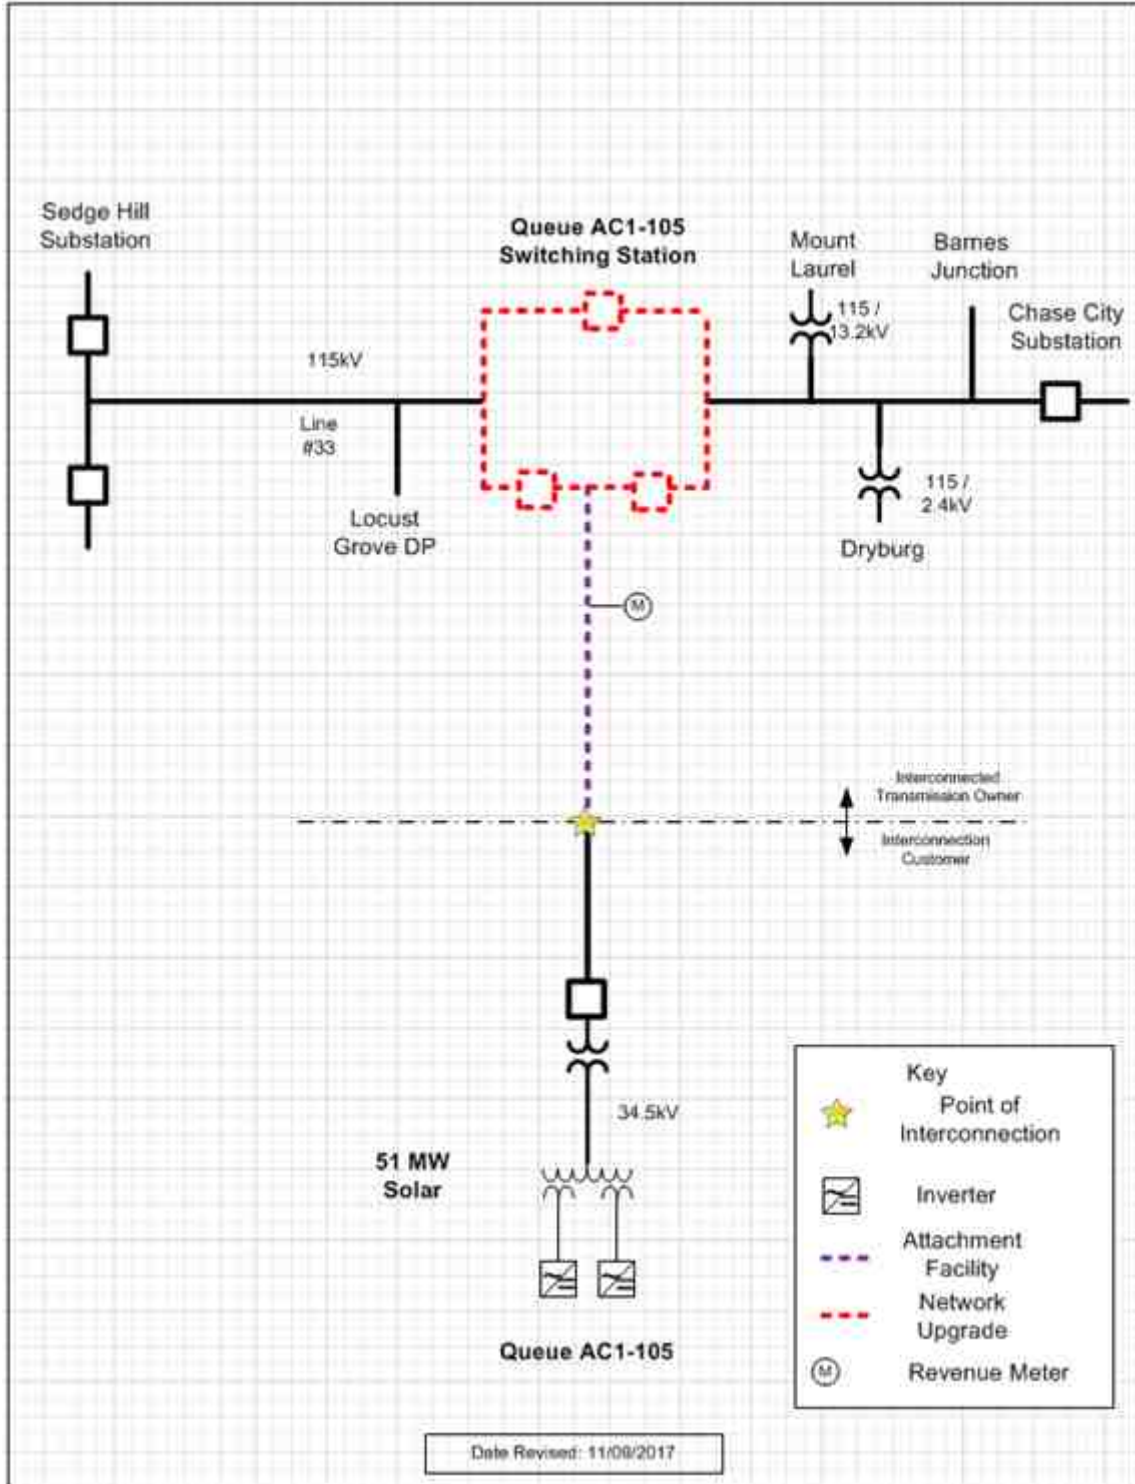 Sedge Hill
Substation
Queue AC1-105
Switching Station
Mount
Laurel
Barnes
Junction
115 /
13.2kV
Chase City
Substation
115kV
Line
#33
Locust
Grove DP
115 /
2.4kV
Dryburg
M
Interconnected
Transmission Owner
Interconnection
Customer
34.5kV
51 MW
Solar
Queue AC1-105
Key
Point of
Interconnection
Inverter
Attachment
Facility
Network
Upgrade
M
Revenue Meter
Date Revised: 11/09/2017